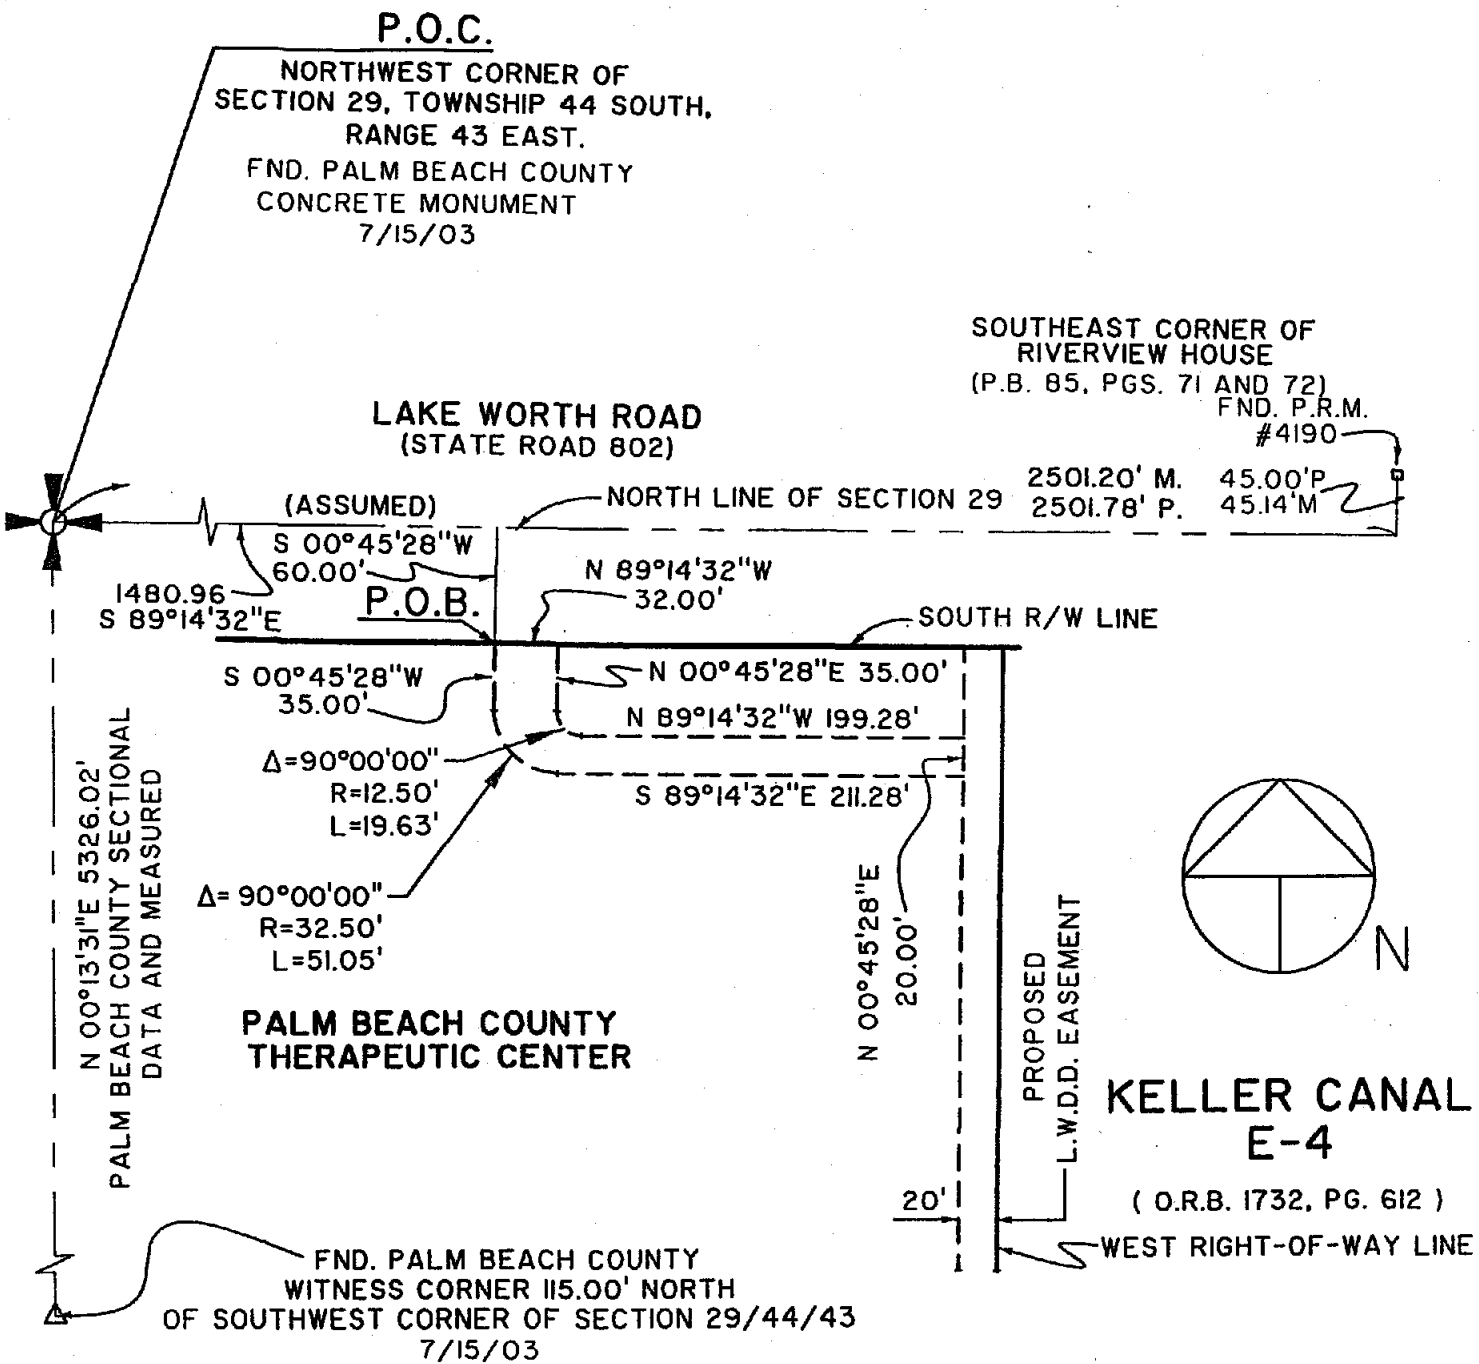 P.O.C.
NORTHWEST CORNER OF
SECTION 29, TOWNSHIP 44 SOUTH,
RANGE 43 EAST.
FND. PALM BEACH COUNTY
CONCRETE MONUMENT
7/15/03
SOUTHEAST CORNER OF
RIVERVIEW HOUSE
(P.B. 85, PGS. 71 AND 72)
FND. P.R.M.
#4190
LAKE WORTH ROAD
(STATE ROAD 802)
2501.20' M.
2501.78' P.
45.00'P
45.14'M
(ASSUMED)
NORTH LINE OF SECTION 29
S 00°45'28"W
60.00'
N 89°14'32"W
32.00'
1480.96
S 89°14'32"E
P.O.B.
SOUTH R/W LINE
S 00°45'28"W
35.00'
N 00°45'28"E 35.00'
N 89°14'32"W 199.28'
Δ=90°00'00"
R=12.50'
L=19.63'
S 89°14'32"E 211.28'
Δ= 90°00'00"
R=32.50'
L=51.05'
N 00°45'28"E
20.00'
N 00°13'31"E 5326.02'
PALM BEACH COUNTY SECTIONAL
DATA AND MEASURED
PALM BEACH COUNTY
THERAPEUTIC CENTER
N
PROPOSED
L.W.D.D. EASEMENT
KELLER CANAL
E-4
( O.R.B. 1732, PG. 612 )
20'
WEST RIGHT-OF-WAY LINE
FND. PALM BEACH COUNTY
WITNESS CORNER 115.00' NORTH
OF SOUTHWEST CORNER OF SECTION 29/44/43
7/15/03